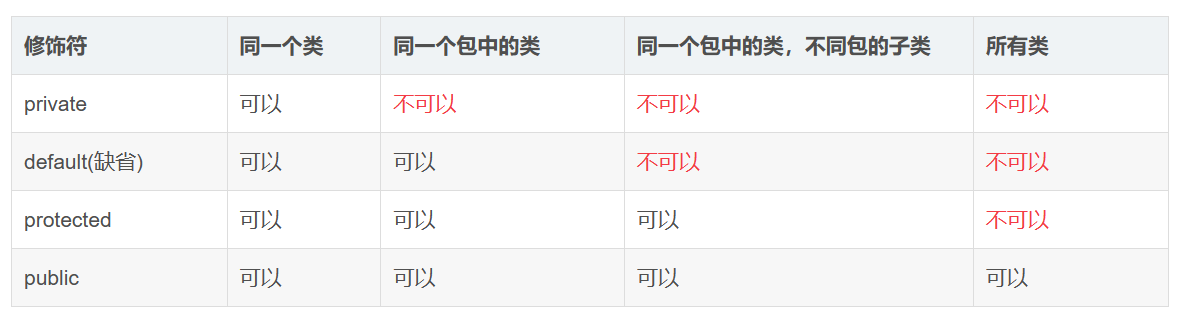 修饰符 同一个类 同一个包中的类 同一个包中的类，不同包的子类 所有类
private 可以 不可以 不可以 不可以
default(缺省) 可以 可以 不可以 不可以
protected 可以 可以 可以 不可以
public 可以 可以 可以 可以